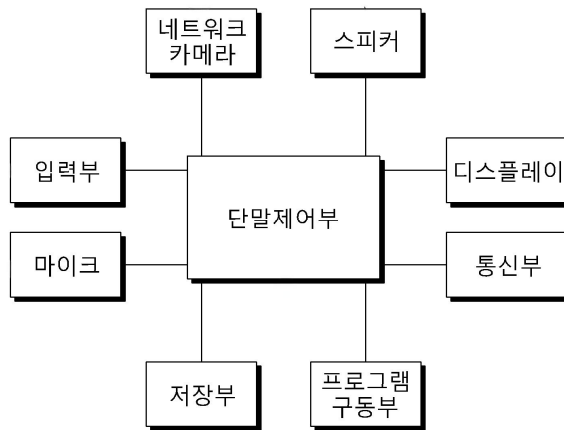 네트워크
카메라
스피커
입력부
디스플레이
단말제어부
마이크
통신부
저장부
프로그램
구동부